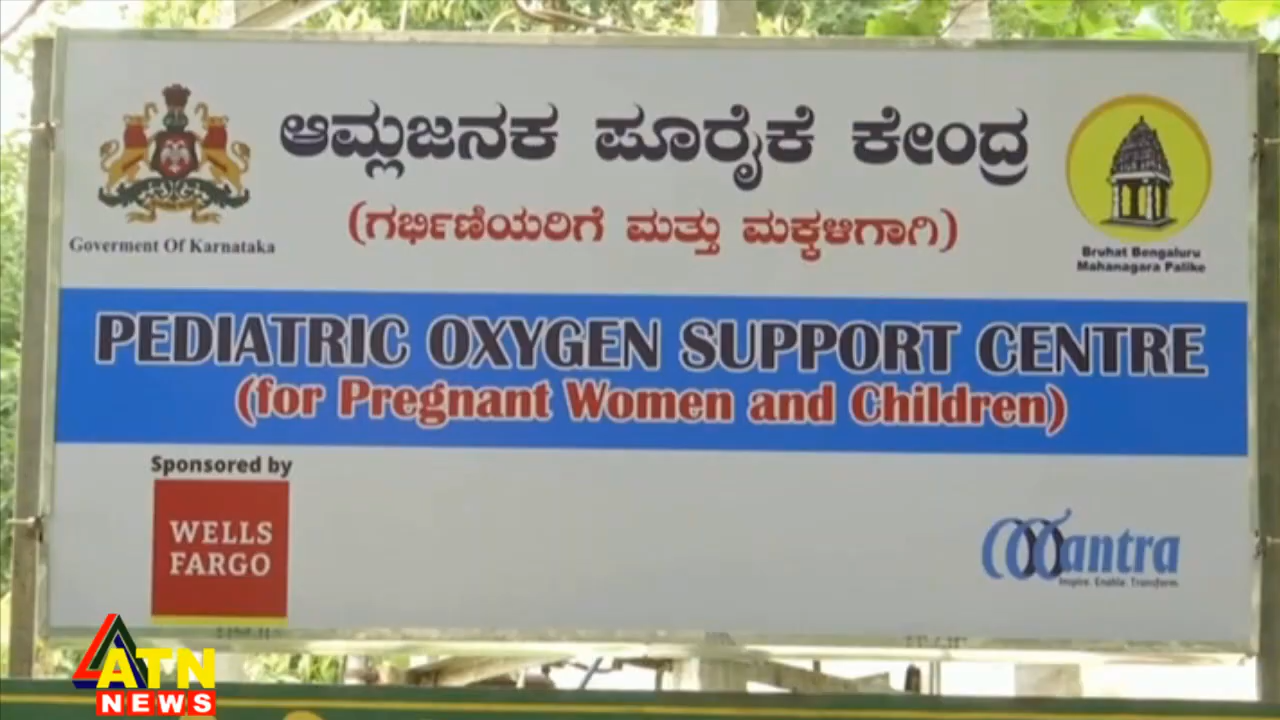 ಆಮ್ಲಜನಕ ಪೂರೈಕೆ ಕೇಂದ್ರ
(ಗರ್ಭಿಣಿಯರಿಗೆ ಮತ್ತು ಮಕ್ಕಳಿಗಾಗಿ)
Goverment Of Karnataka
Bruhat Bengaluru
Mahanagara Palike
PEDIATRIC OXYGEN SUPPORT CENTRE
(for Pregnant Women and Children)
Sponsored by
WELLS
FARGO
Mantra
Inspire. Enable. Transform.
ATN
NEWS